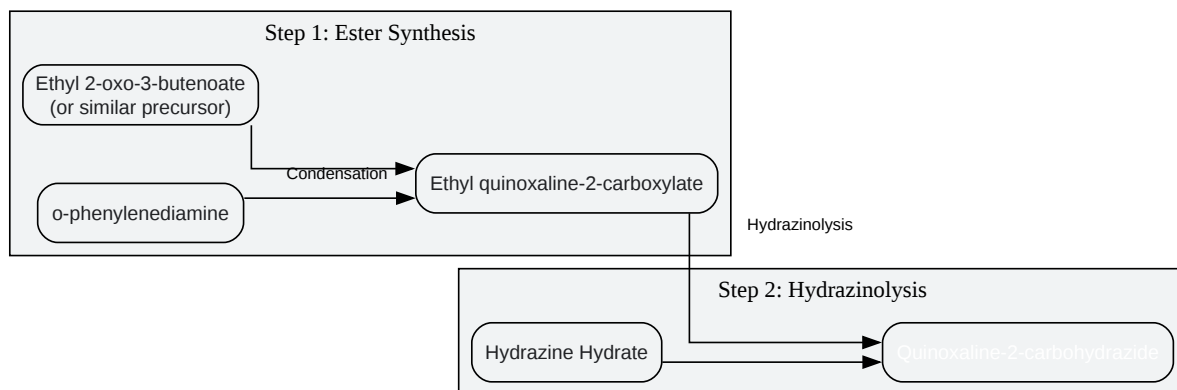 Step 1: Ester Synthesis
Ethyl 2-oxo-3-butenoate
(or similar precursor)
Condensation
Ethyl quinoxaline-2-carboxylate
o-phenylenediamine
Hydrazinolysis
Step 2: Hydrazinolysis
Hydrazine Hydrate
Quinoxaline-2-carbohydrazide